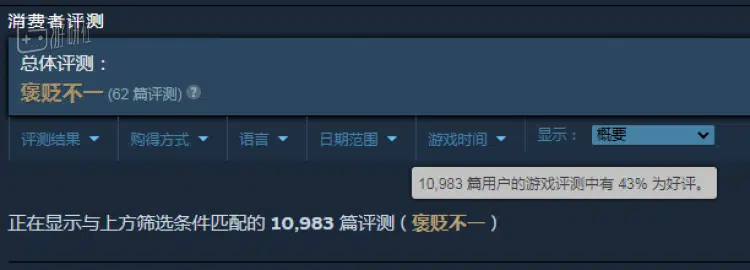 消费者评测
游研社
总体评测：
褒贬不一 (62 篇评测) ?
评测结果 购得方式 语言 日期范围 游戏时间 显示： 概要
10,983 篇用户的游戏评测中有 43% 为好评。
正在显示与上方筛选条件匹配的 10,983 篇评测 ( 褒贬不一 )